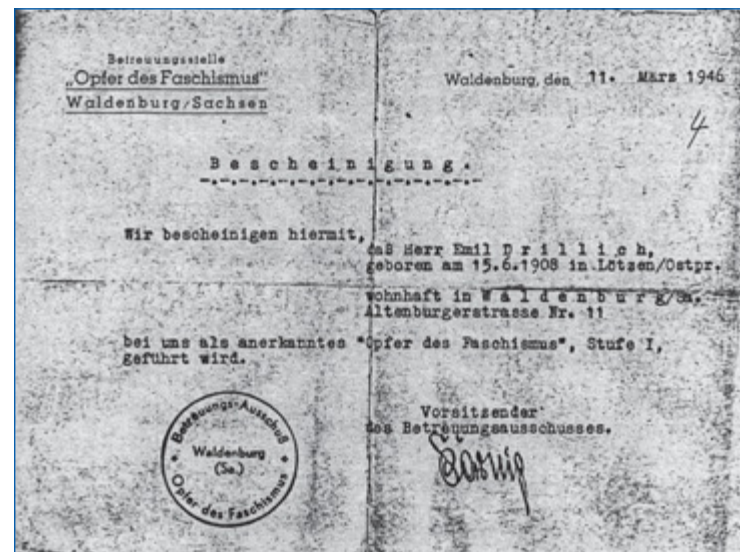 Betreuungsstelle
„Opfer des Faschismus"
Waldenburg/Sachsen
Waldenburg, den 11. März 1946
4
Bescheinigung.
Wir bescheinigen hiermit,
daß Herr Emil Drillich,
geboren am 15.6.1908 in Lötzen/Ostpr.
wohnhaft in Waldenburg/Sa.
Altenburgerstrasse Nr. 11
bei uns als anerkanntes "Opfer des Faschismus", Stufe I,
geführt wird.
Vorsitzender
des Betreuungsausschusses.
Betreuungs-Ausschuß
Waldenburg
(Sa.)
Opfer des Faschismus